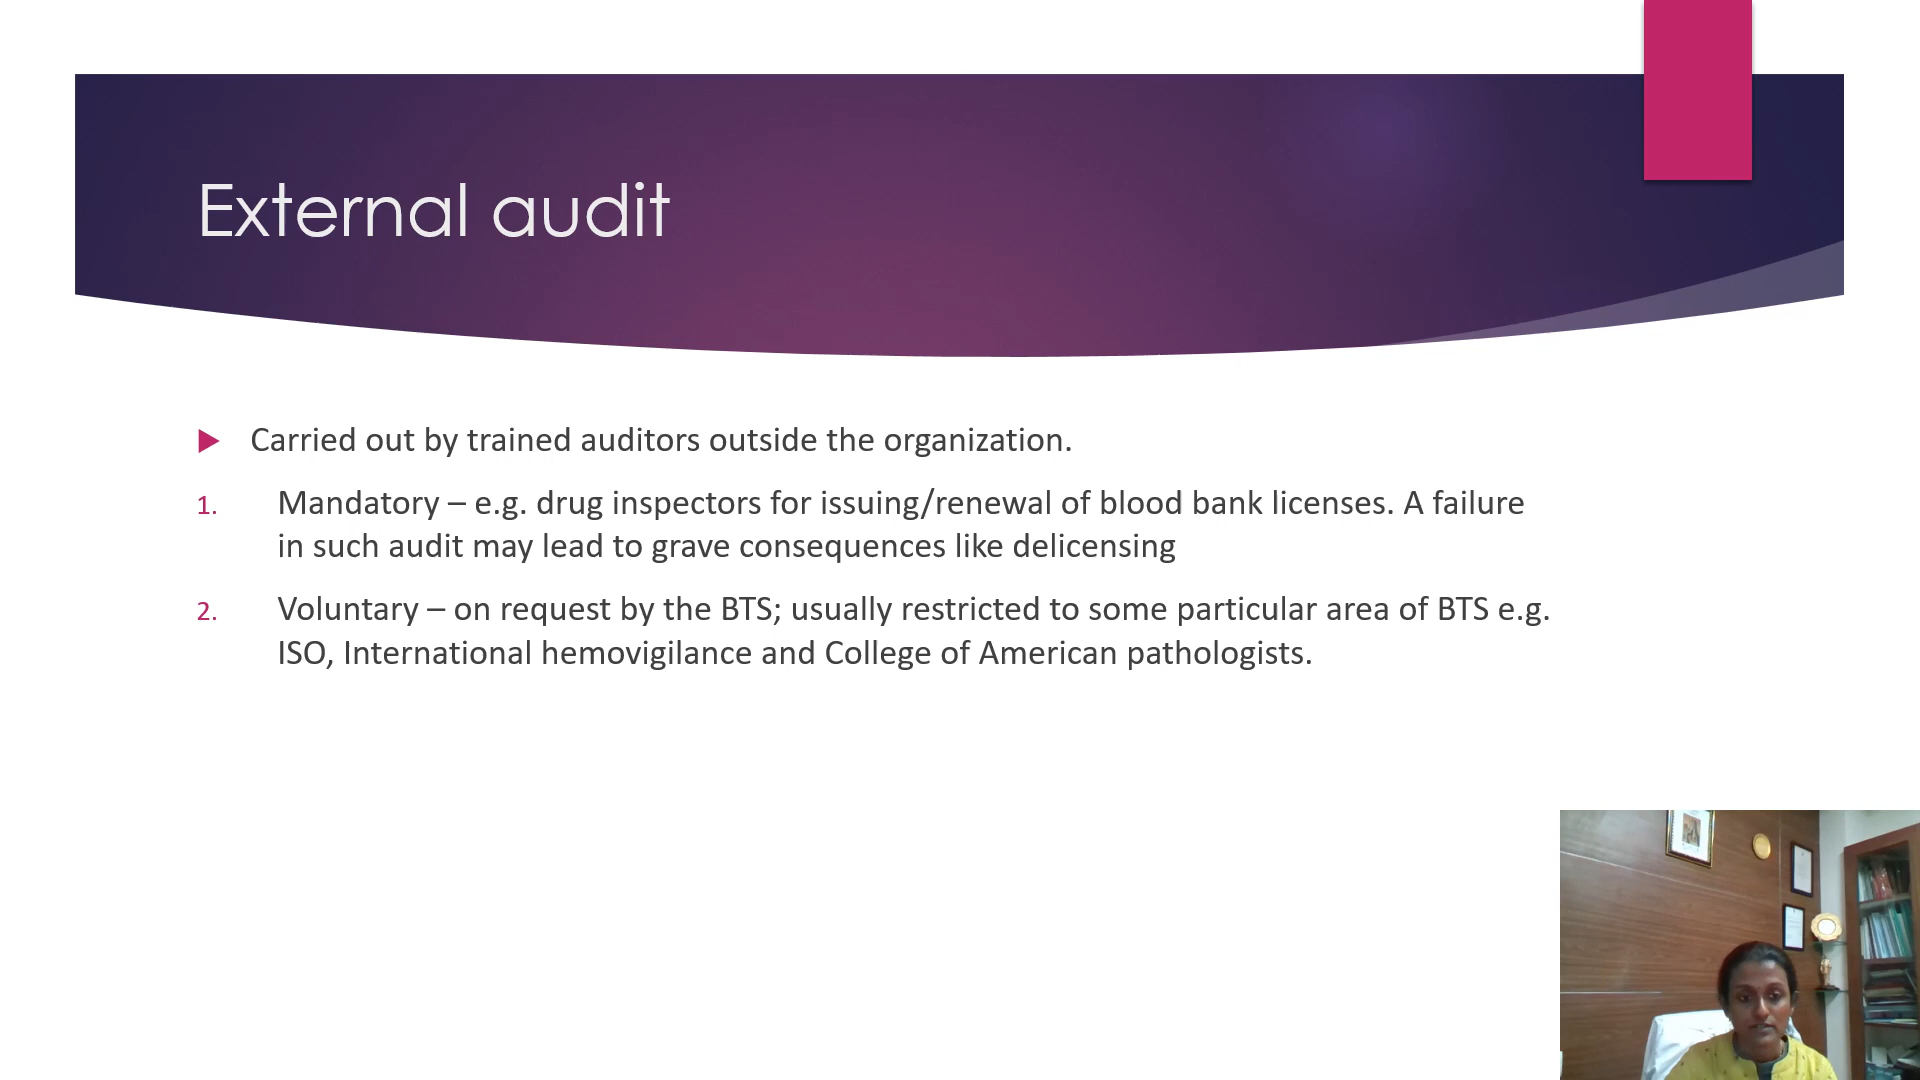 External audit
Carried out by trained auditors outside the organization.
1. Mandatory – e.g. drug inspectors for issuing/renewal of blood bank licenses. A failure
in such audit may lead to grave consequences like delicensing
2. Voluntary – on request by the BTS; usually restricted to some particular area of BTS e.g.
ISO, International hemovigilance and College of American pathologists.